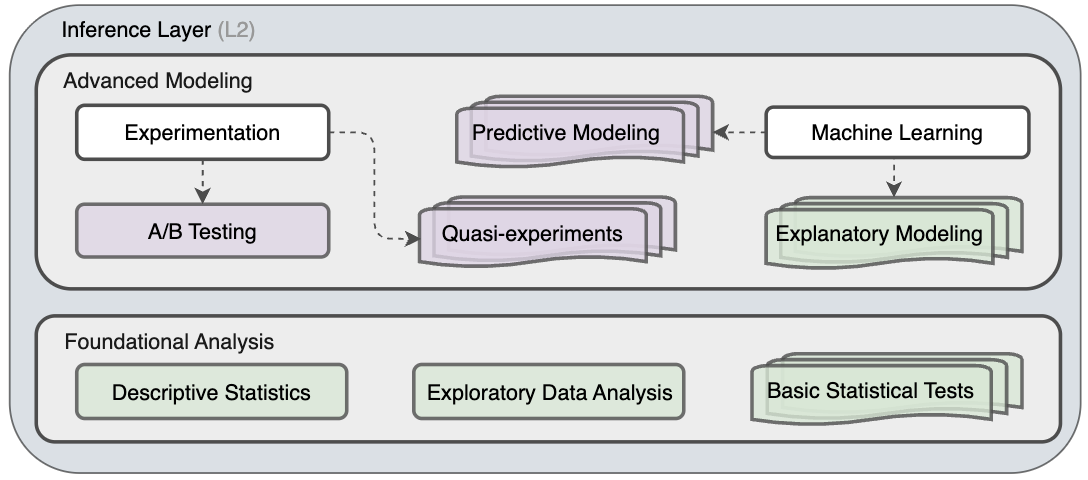 Inference Layer (L2)
Advanced Modeling
Experimentation
Predictive Modeling
Machine Learning
A/B Testing
Quasi-experiments
Explanatory Modeling
Foundational Analysis
Descriptive Statistics
Exploratory Data Analysis
Basic Statistical Tests